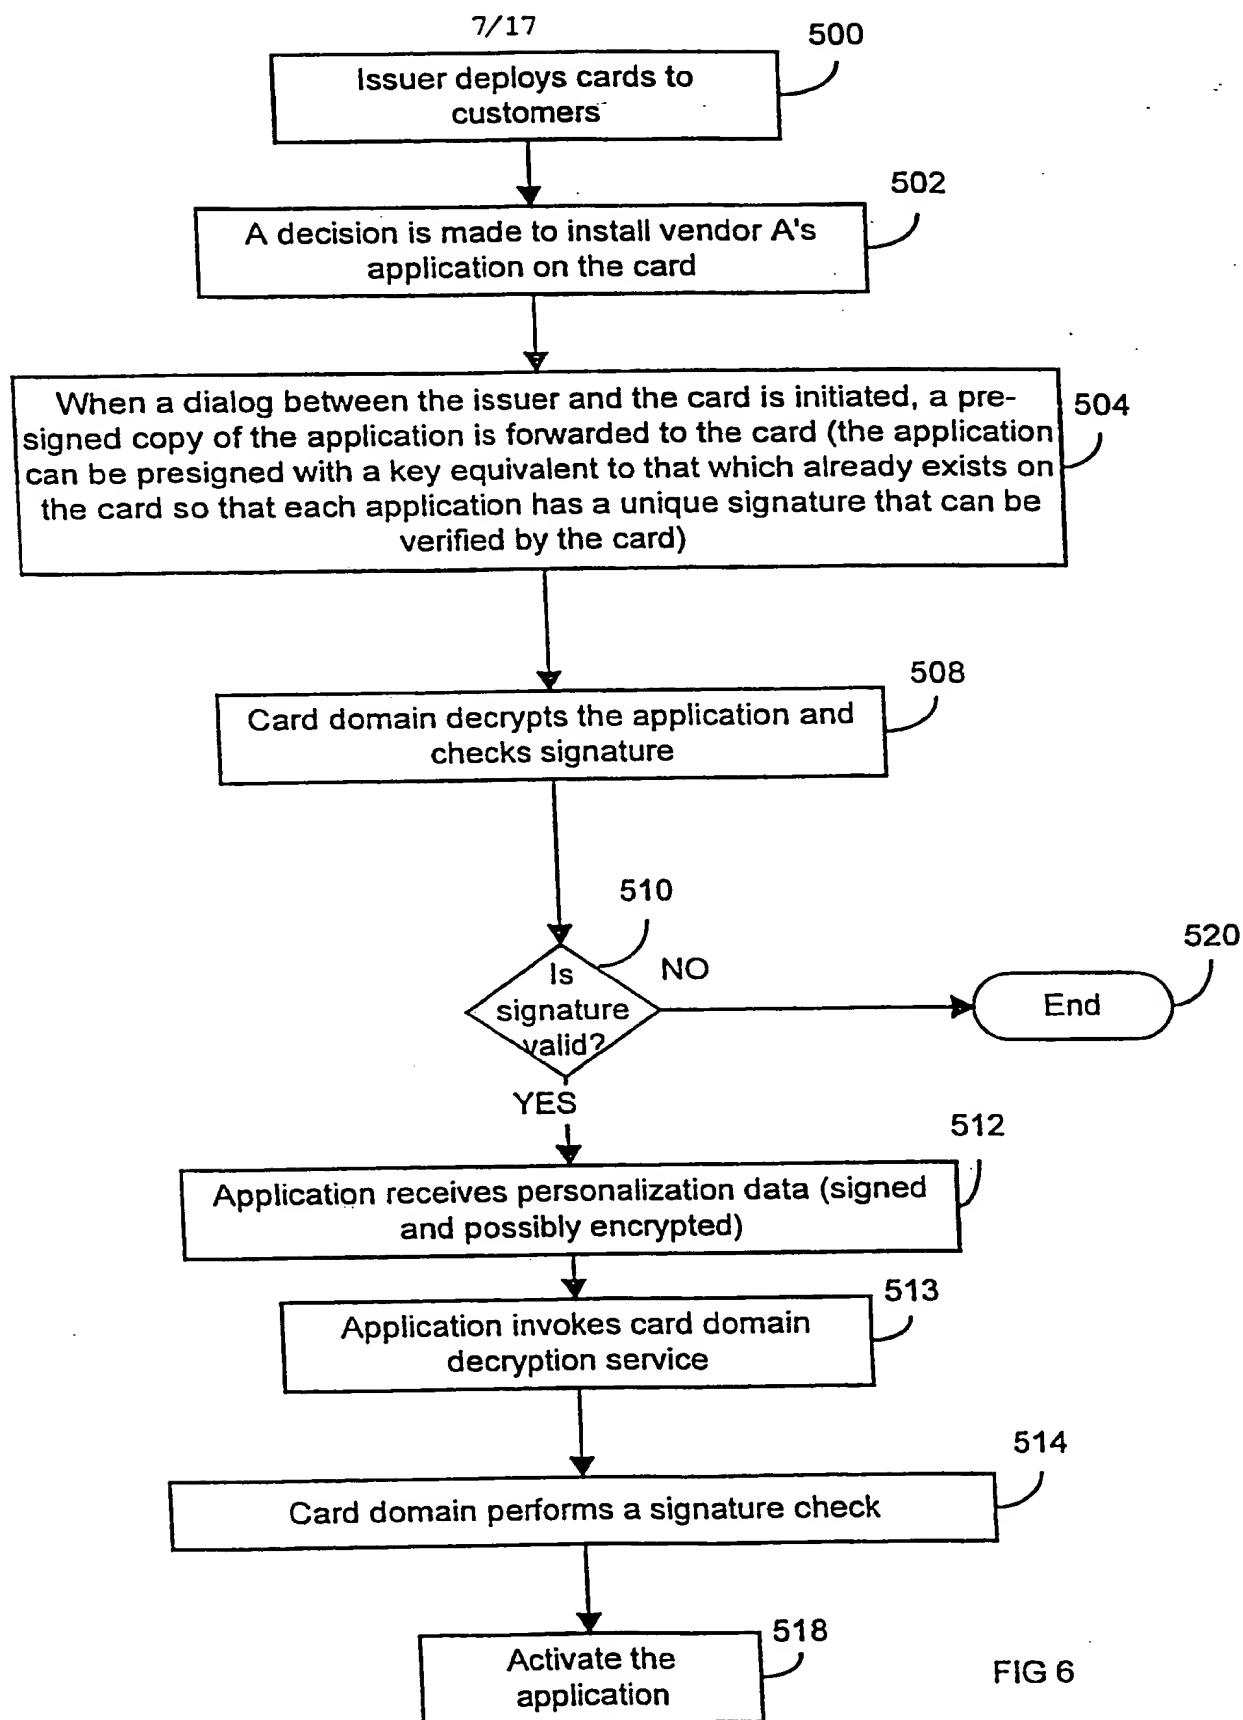 7/17
500
Issuer deploys cards to
customers
502
A decision is made to install vendor A's
application on the card
504
When a dialog between the issuer and the card is initiated, a pre-
signed copy of the application is forwarded to the card (the application
can be presigned with a key equivalent to that which already exists on
the card so that each application has a unique signature that can be
verified by the card)
508
Card domain decrypts the application and
checks signature
510
Is
signature
valid?
NO
520
End
YES
512
Application receives personalization data (signed
and possibly encrypted)
513
Application invokes card domain
decryption service
514
Card domain performs a signature check
518
Activate the
application
FIG 6